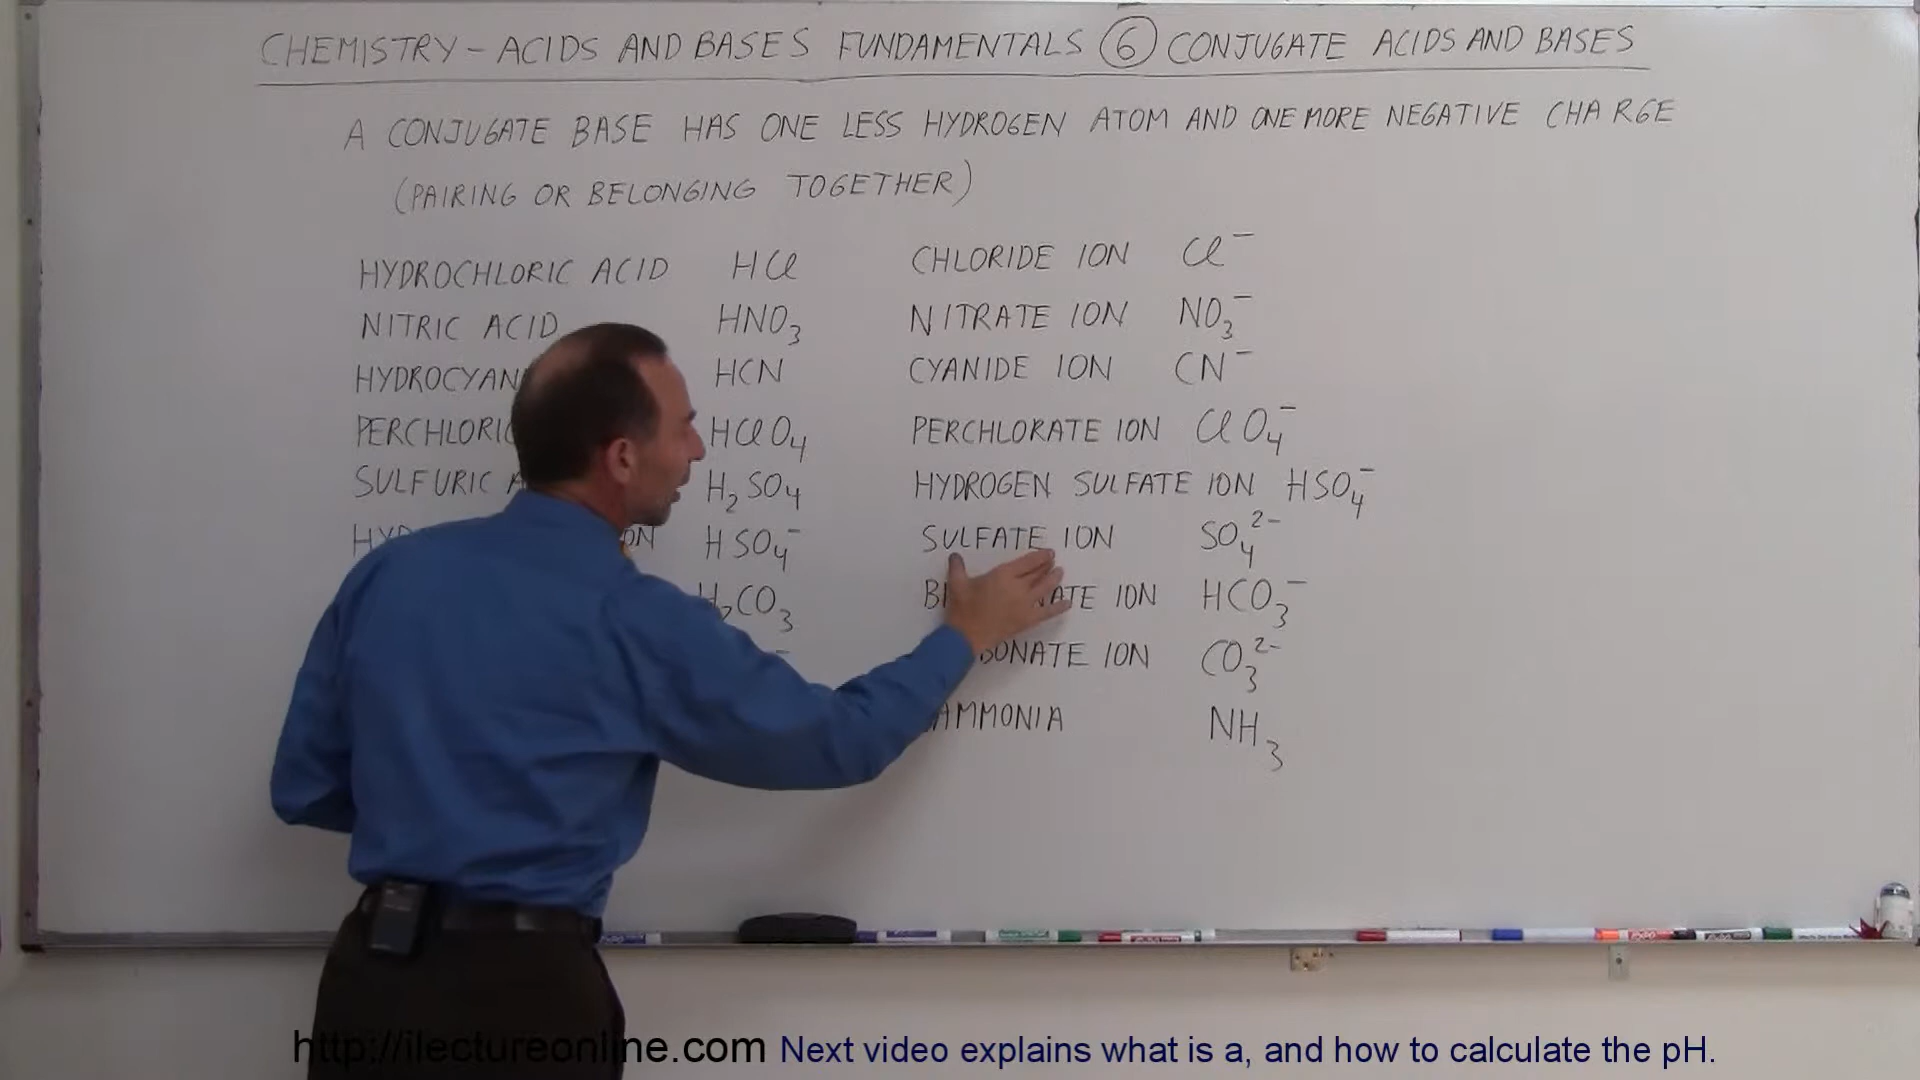 CHEMISTRY – ACIDS AND BASES FUNDAMENTALS 6 CONJUGATE ACIDS AND BASES
A CONJUGATE BASE HAS ONE LESS HYDROGEN ATOM AND ONE MORE NEGATIVE CHARGE
(PAIRING OR BELONGING TOGETHER)
HYDROCHLORIC ACID HCl CHLORIDE ION Cl⁻
NITRIC ACID HNO₃ NITRATE ION NO₃⁻
HCN CYANIDE ION CN⁻
HClO₄ PERCHLORATE ION ClO₄⁻
SULFURIC H₂SO₄ HYDROGEN SULFATE ION HSO₄⁻
HSO₄⁻ SULFATE ION SO₄²⁻
H₂CO₃ ION HCO₃⁻
ION CO₃²⁻
AMMONIA NH₃
http://ilectureonline.com Next video explains what is a, and how to calculate the pH.